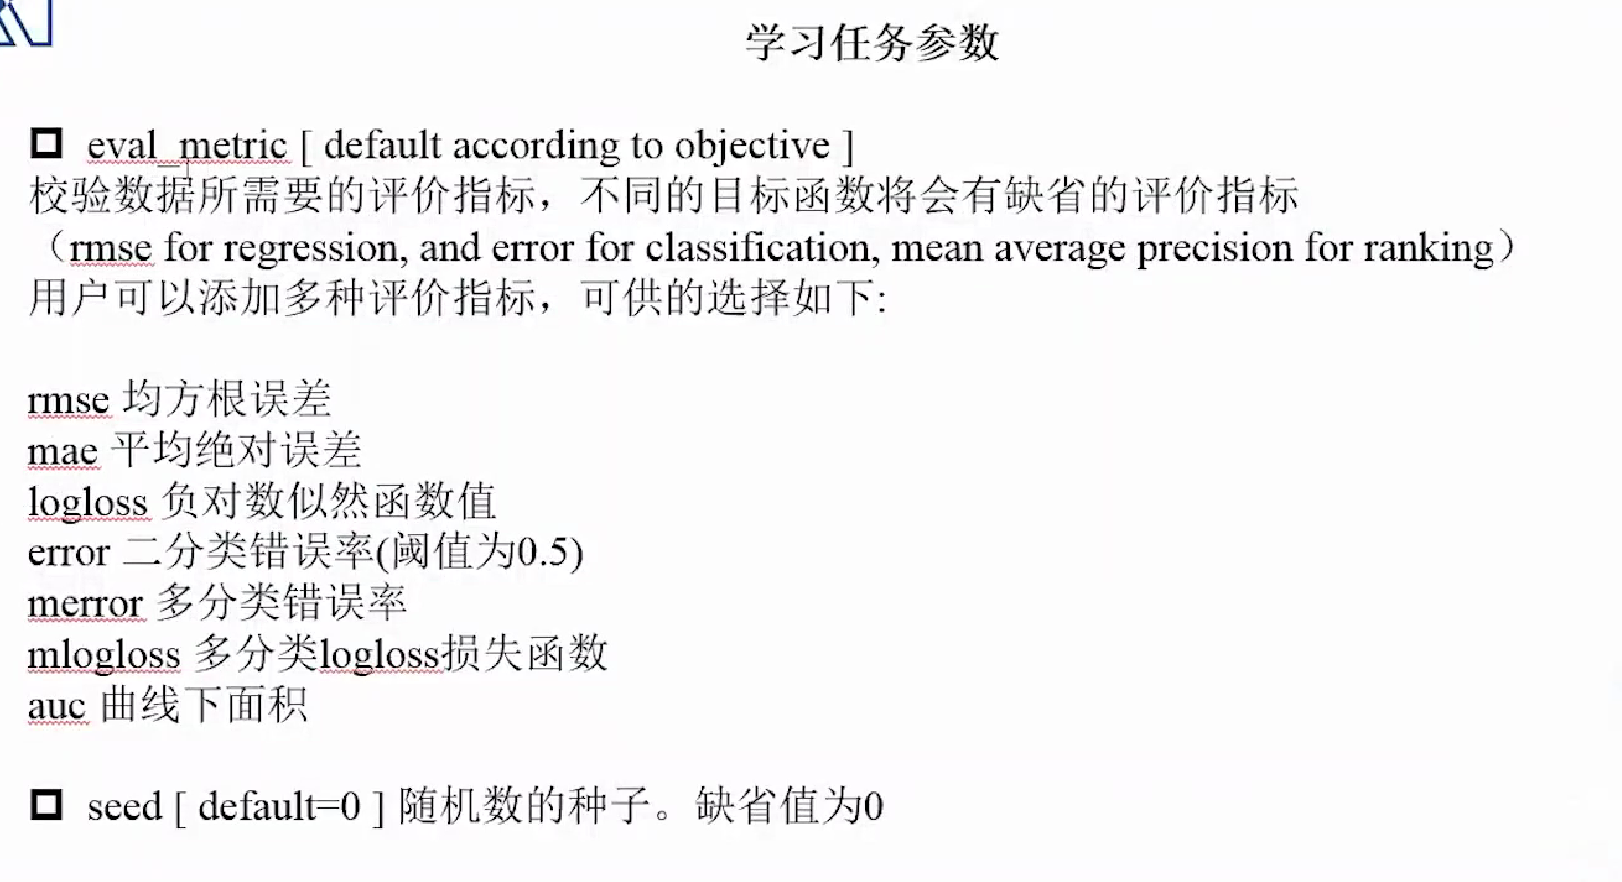 学习任务参数
eval_metric [ default according to objective ]
校验数据所需要的评价指标，不同的目标函数将会有缺省的评价指标
（rmse for regression, and error for classification, mean average precision for ranking）
用户可以添加多种评价指标，可供的选择如下:
rmse 均方根误差
mae 平均绝对误差
logloss 负对数似然函数值
error 二分类错误率(阈值为0.5)
merror 多分类错误率
mlogloss 多分类logloss损失函数
auc 曲线下面积
seed [ default=0 ] 随机数的种子。缺省值为0